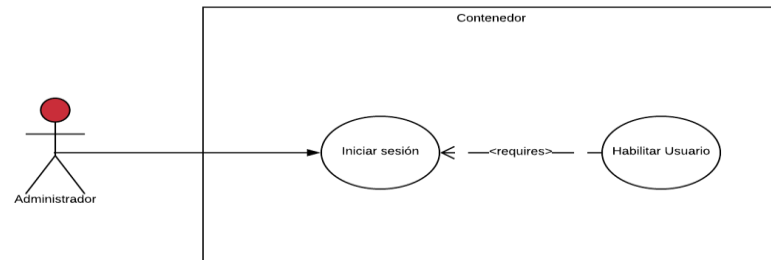 Contenedor
Iniciar sesión
<requires>
Habilitar Usuario
Administrador